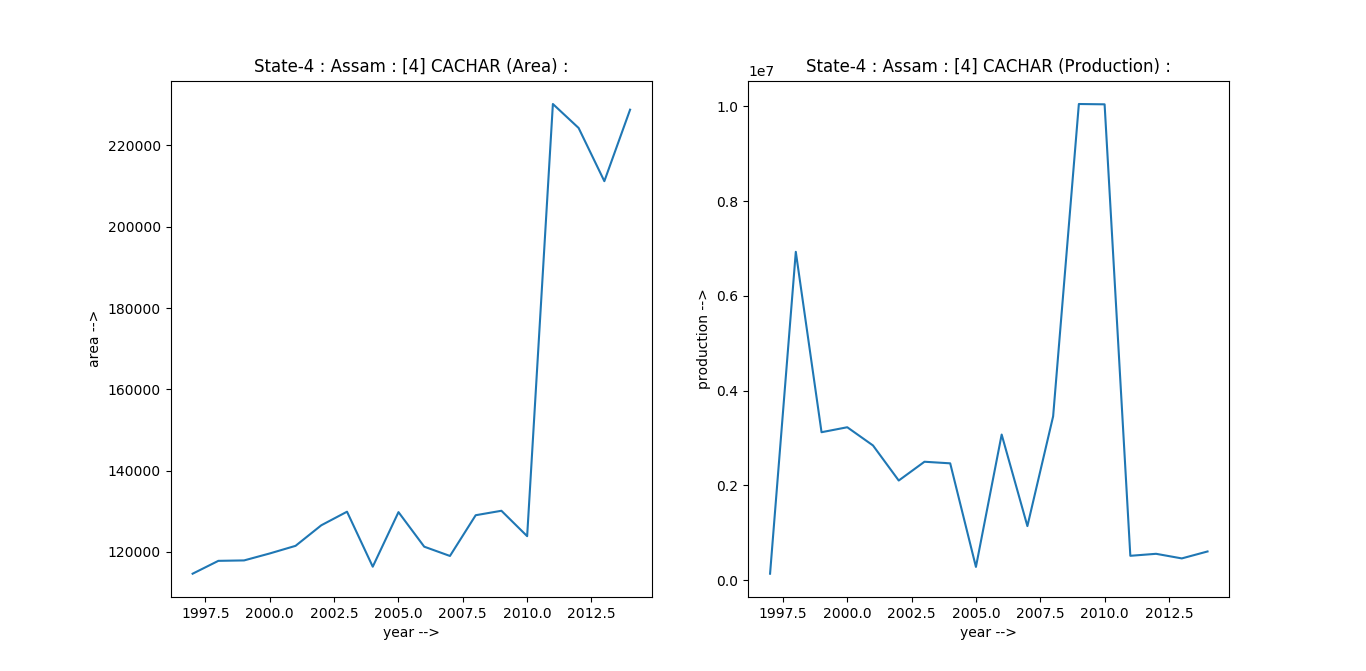 State-4 : Assam : [4] CACHAR (Area) :
220000
200000
180000
160000
140000
120000
area -->
1997.5 2000.0 2002.5 2005.0 2007.5 2010.0 2012.5
year -->
State-4 : Assam : [4] CACHAR (Production) :
1e7
1.0
0.8
0.6
0.4
0.2
0.0
production -->
1997.5 2000.0 2002.5 2005.0 2007.5 2010.0 2012.5
year -->